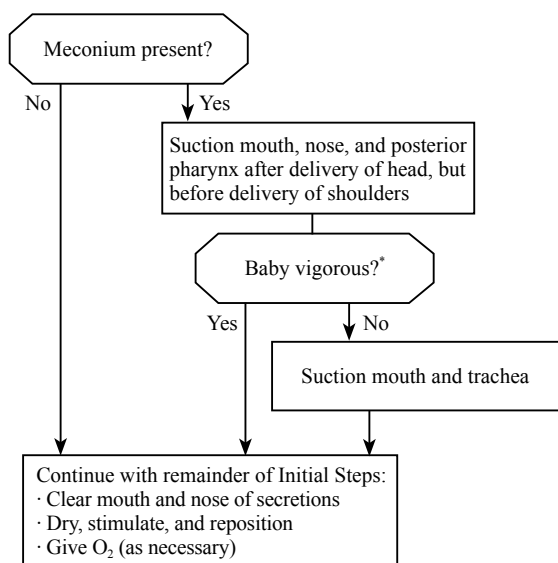 Meconium present?
No
Yes
Suction mouth, nose, and posterior
pharynx after delivery of head, but
before delivery of shoulders
Baby vigorous?*
Yes
No
Suction mouth and trachea
Continue with remainder of Initial Steps:
· Clear mouth and nose of secretions
· Dry, stimulate, and reposition
· Give O₂ (as necessary)